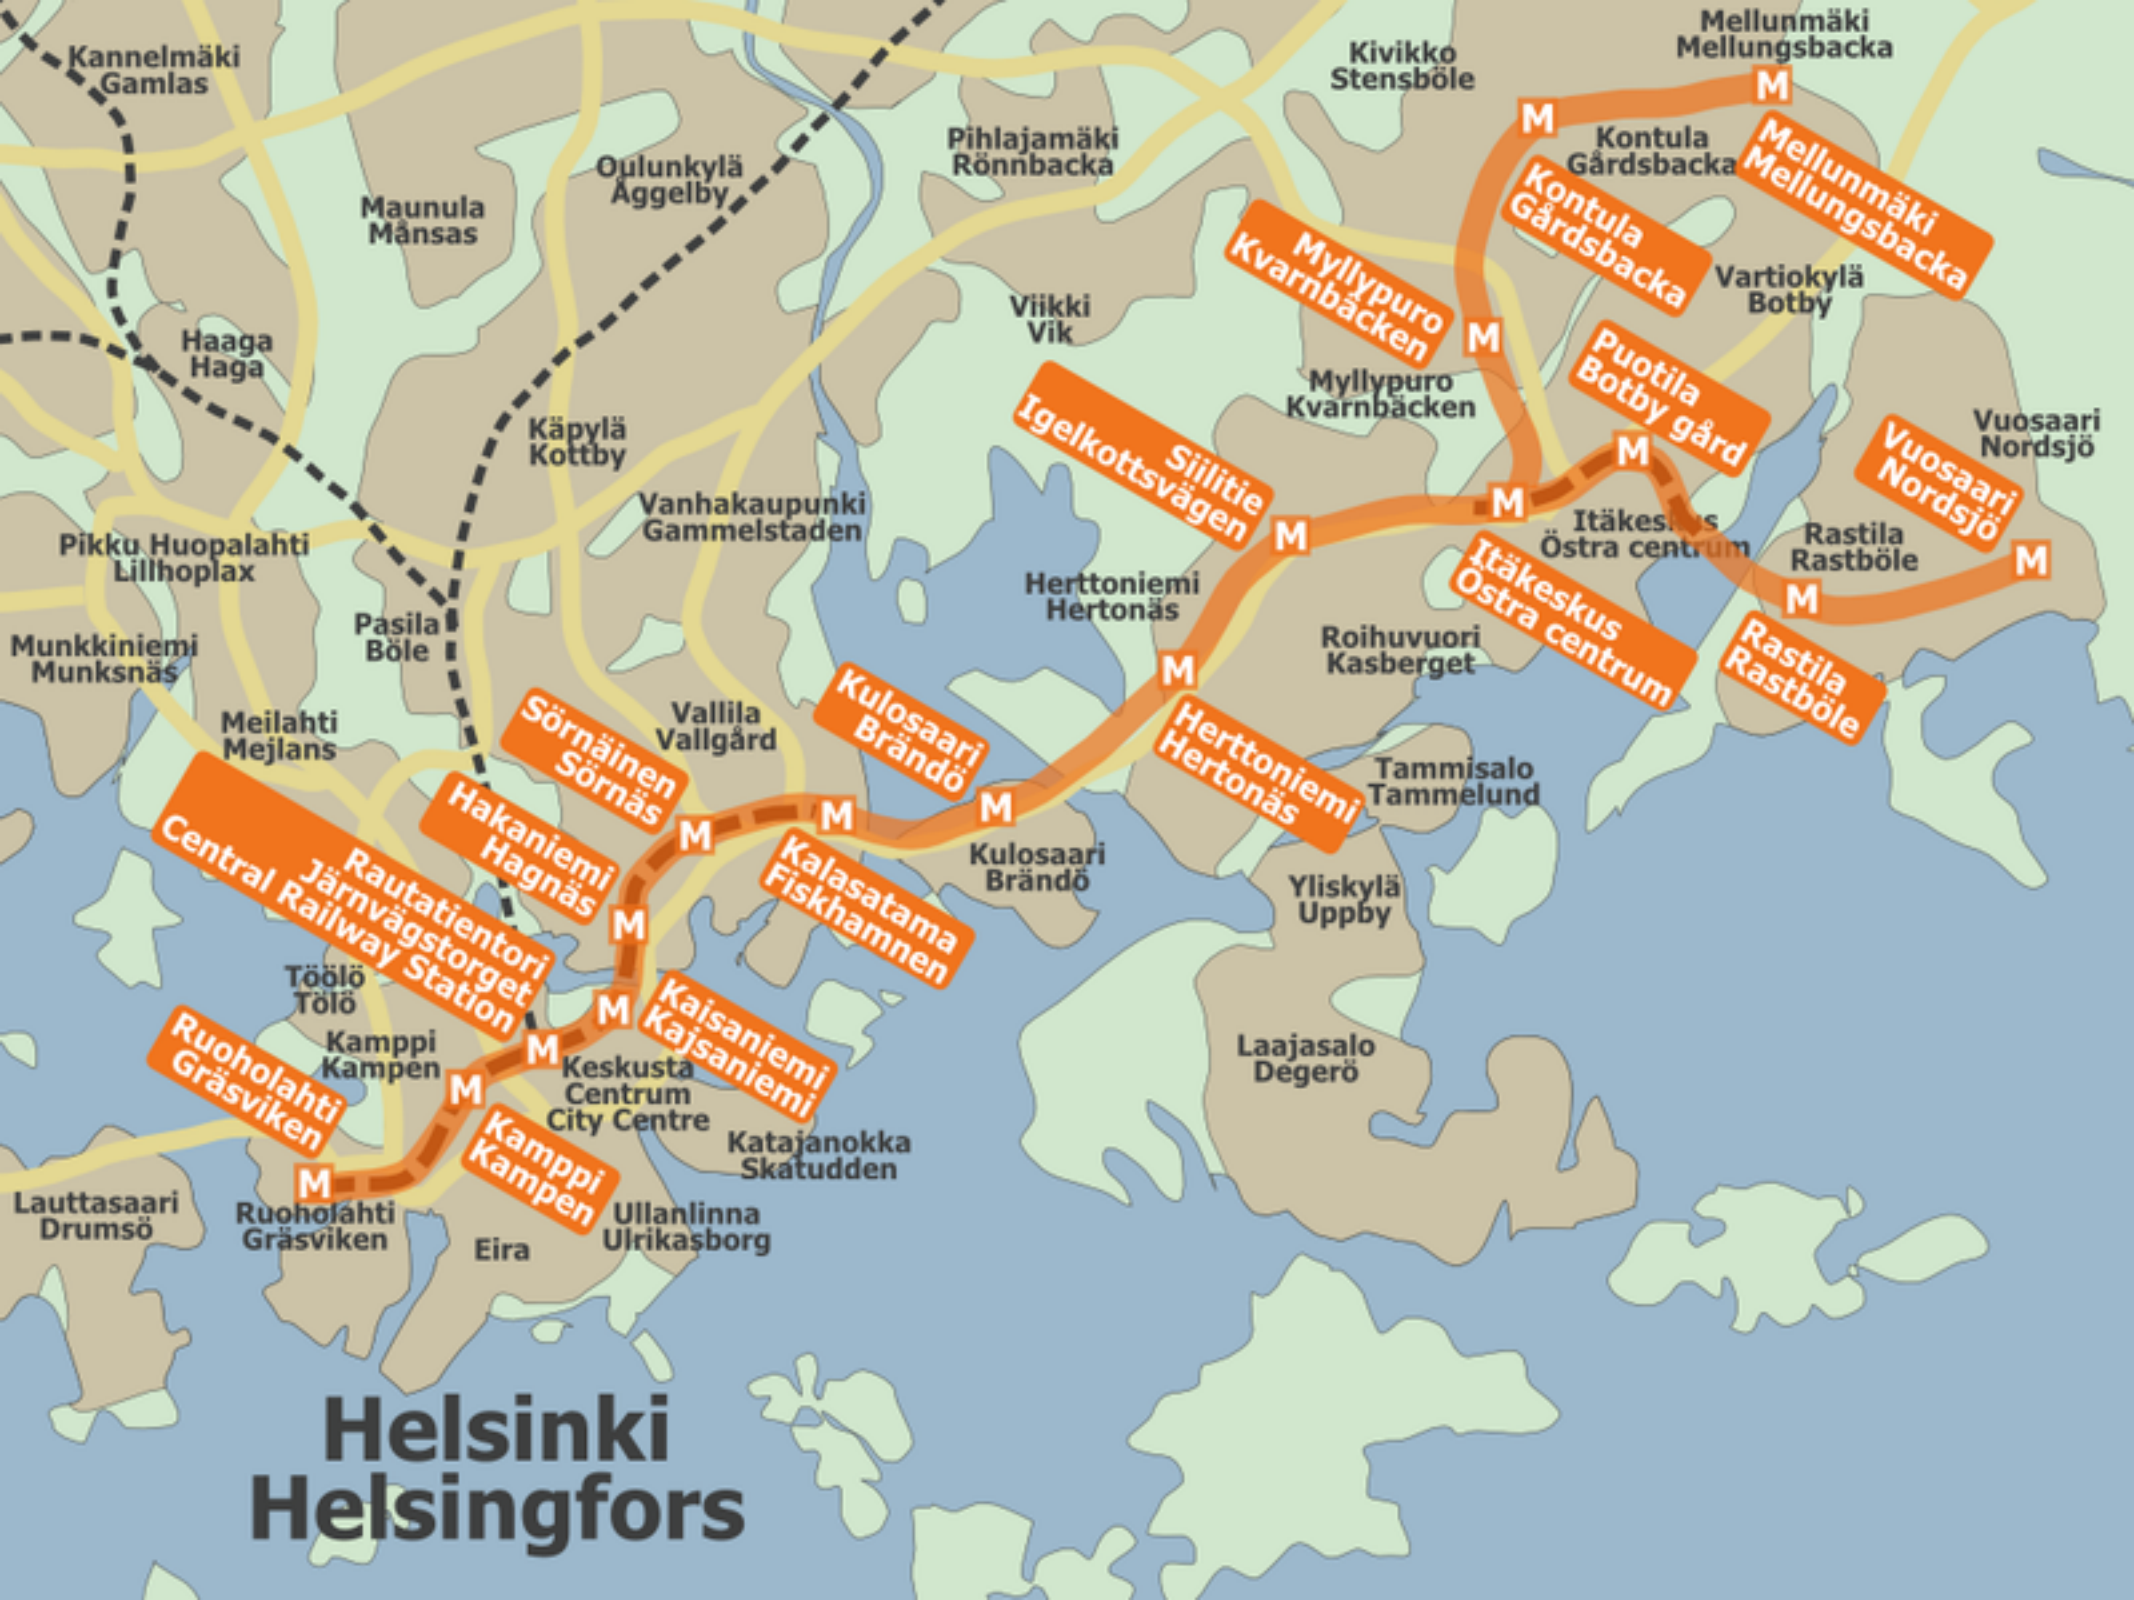 Kannelmäki
Gamlas
Mellunmäki
Mellungsbacka
Kivikko
Stensböle
M
M
Kontula
Gårdsbacka
Mellunmäki
Mellungsbacka
Pihlajamäki
Rönnbacka
Oulunkylä
Åggelby
Maunula
Månsas
Kontula
Gårdsbacka
Myllypuro
Kvarnbäcken
Vartiokylä
Botby
Viikki
Vik
M
Haaga
Haga
Puotila
Botby gård
Myllypuro
Kvarnbäcken
Käpylä
Kottby
Siilitie
Igelkottsvägen
M
Vuosaari
Nordsjö
Vuosaari
Nordsjö
Vanhakaupunki
Gammelstaden
M
M
Itäkeskus
Östra centrum
Rastila
Rastböle
M
Pikku Huopalahti
Lillhoplax
Herttoniemi
Hertonäs
Itäkeskus
Östra centrum
M
Pasila
Böle
Munkkiniemi
Munksnäs
Roihuvuori
Kasberget
M
Rastila
Rastböle
Meilahti
Mejlans
Vallila
Vallgård
Sörnäinen
Sörnäs
Kulosaari
Brändö
Herttoniemi
Hertonäs
Tammisalo
Tammelund
Hakaniemi
Hagnäs
M
M
M
Rautatientori
Järnvägstorget
Central Railway Station
Kalasatama
Fiskhamnen
Kulosaari
Brändö
Yliskylä
Uppby
M
Töölö
Tölö
M
Kaisaniemi
Kajsaniemi
Ruoholahti
Gräsviken
Kamppi
Kampen
M
Keskusta
Centrum
City Centre
Laajasalo
Degerö
M
Kamppi
Kampen
Katajanokka
Skatudden
M
Lauttasaari
Drumsö
Ruoholahti
Gräsviken
Eira
Ullanlinna
Ulrikasborg
Helsinki
Helsingfors